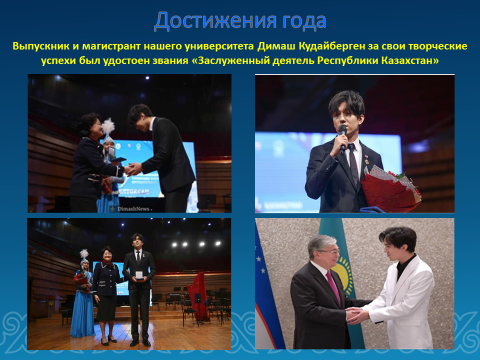 Достижения года
Выпускник и магистрант нашего университета Димаш Кудайберген за свои творческие
успехи был удостоен звания «Заслуженный деятель Республики Казахстан»
DimashNews